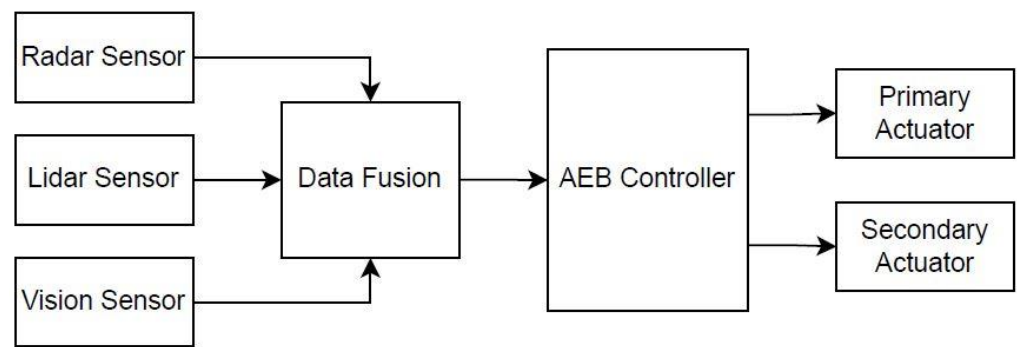 Radar Sensor
Lidar Sensor
Vision Sensor
Data Fusion
AEB Controller
Primary
Actuator
Secondary
Actuator